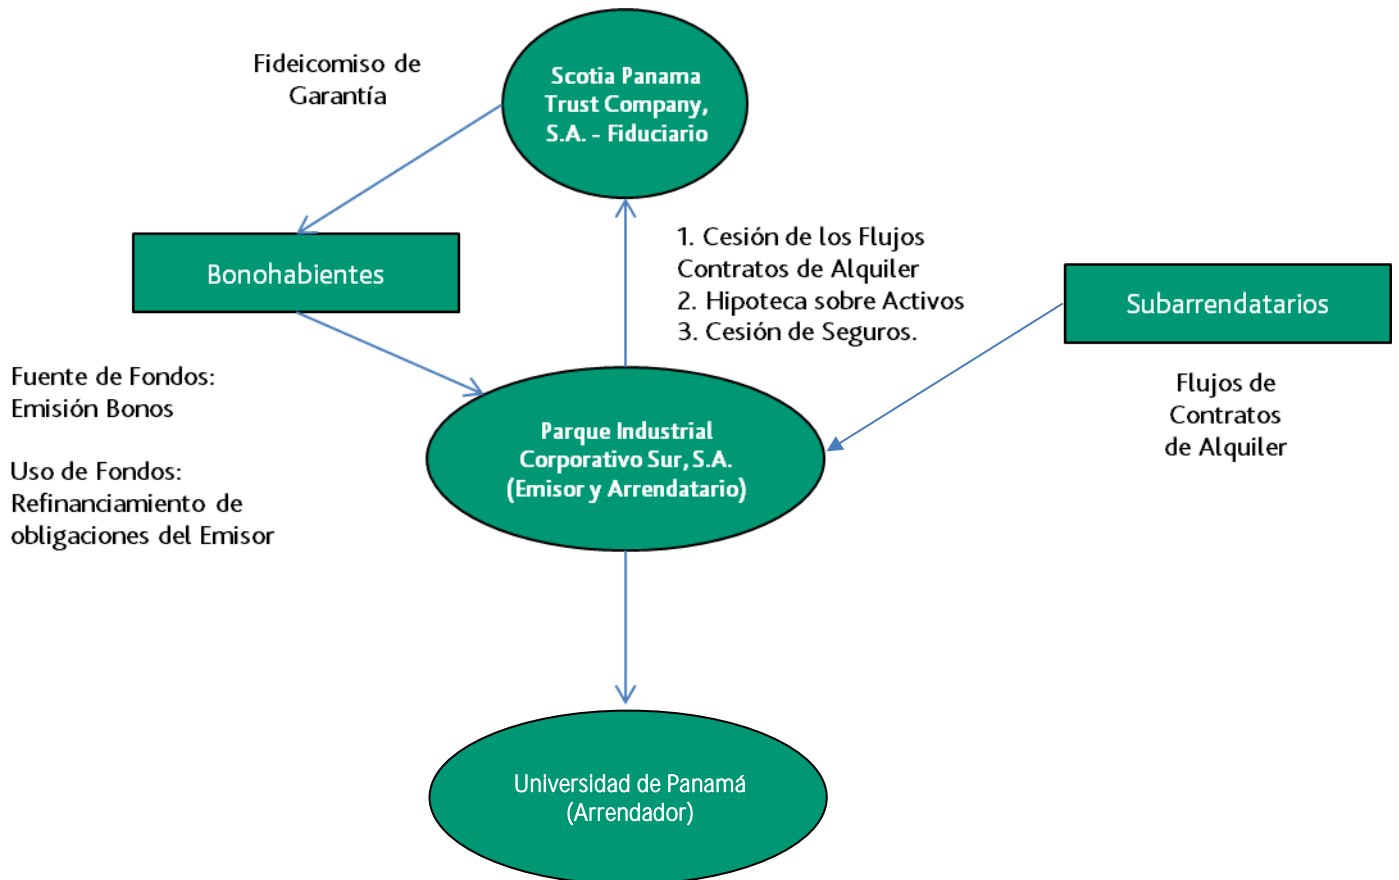 Fideicomiso de
Garantía
Scotia Panama
Trust Company,
S.A. - Fiduciario
Bonohabientes
1. Cesión de los Flujos
Contratos de Alquiler
2. Hipoteca sobre Activos
3. Cesión de Seguros.
Subarrendatarios
Flujos de
Contratos
de Alquiler
Fuente de Fondos:
Emisión Bonos
Uso de Fondos:
Refinanciamiento de
obligaciones del Emisor
Parque Industrial
Corporativo Sur, S.A.
(Emisor y Arrendatario)
Universidad de Panamá
(Arrendador)